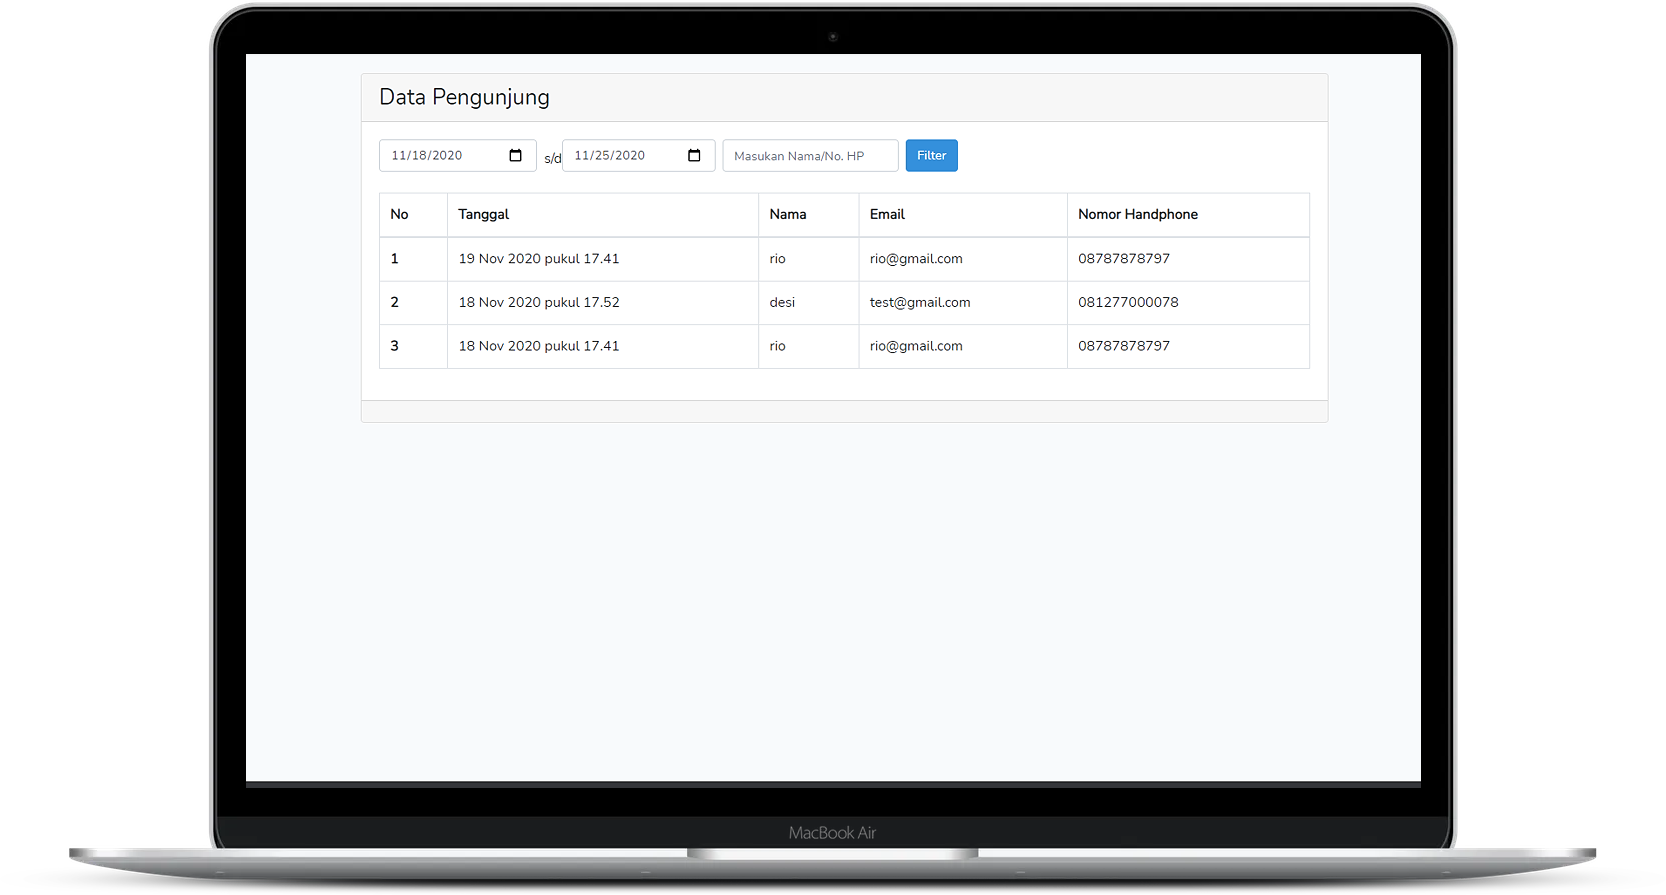 Data Pengunjung
11/18/2020 s/d 11/25/2020 Masukan Nama/No. HP Filter
No Tanggal Nama Email Nomor Handphone
1 19 Nov 2020 pukul 17.41 rio rio@gmail.com 08787878797
2 18 Nov 2020 pukul 17.52 desi test@gmail.com 081277000078
3 18 Nov 2020 pukul 17.41 rio rio@gmail.com 08787878797
MacBook Air